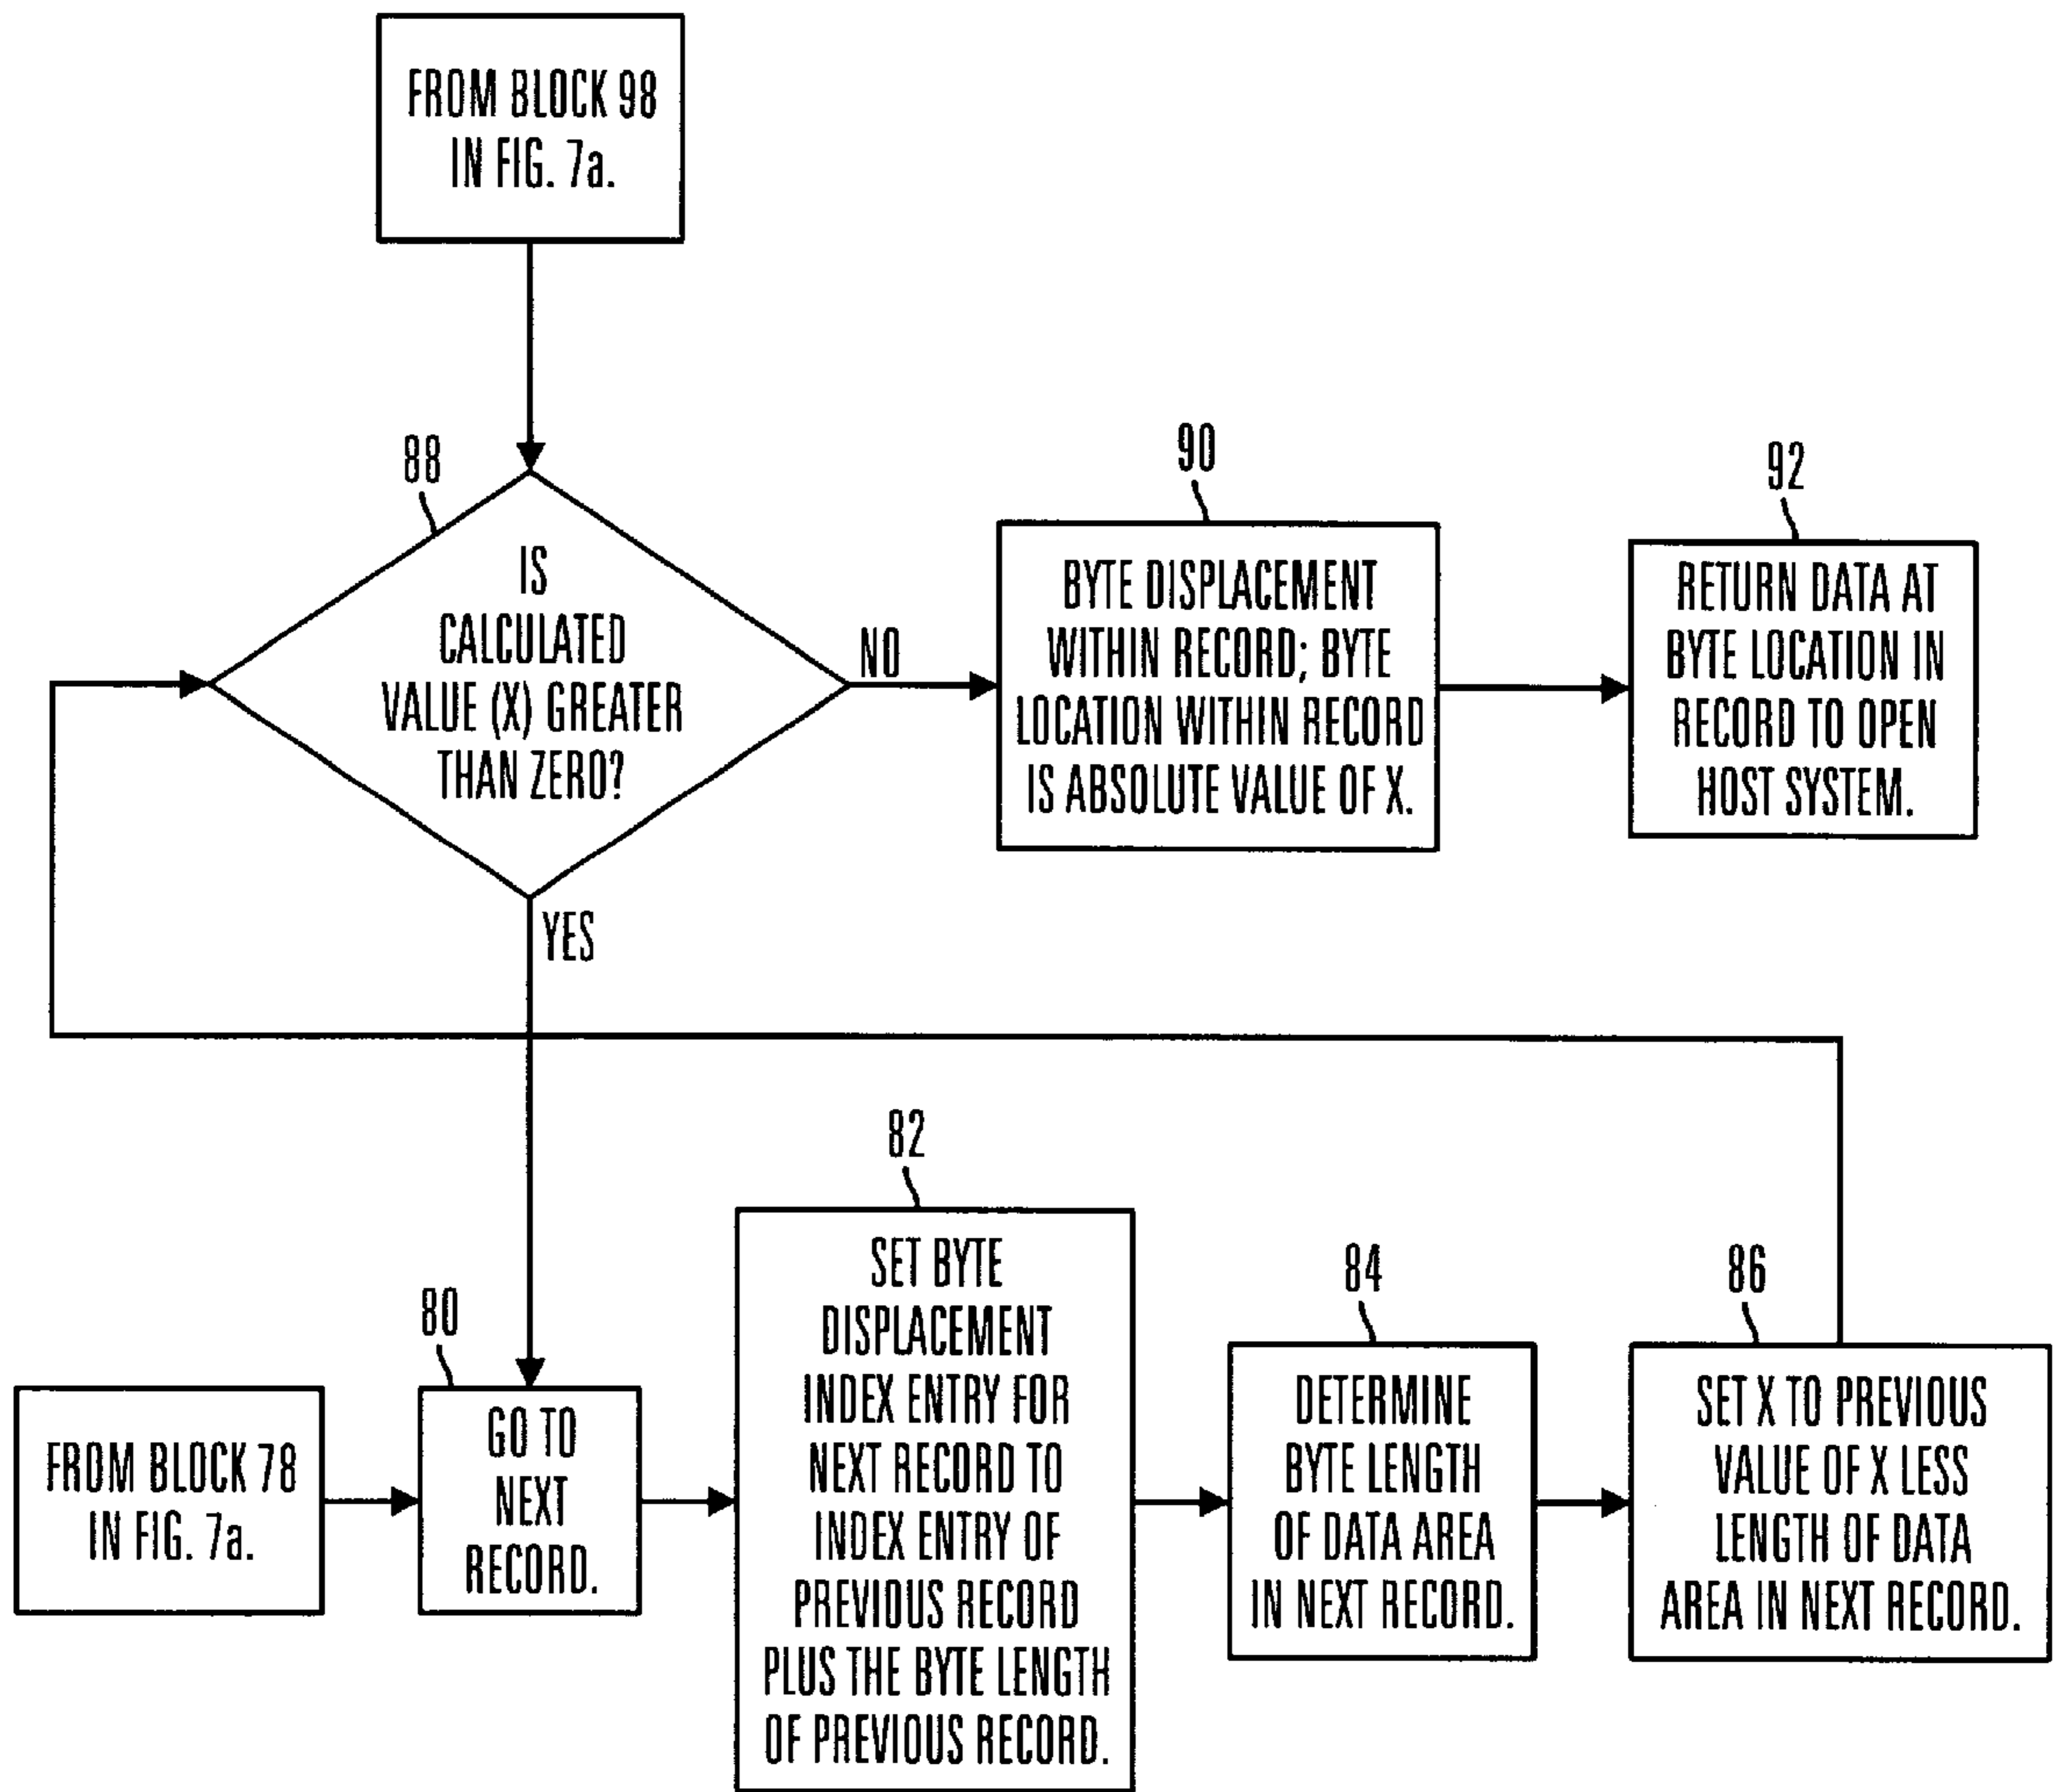 FROM BLOCK 98
IN FIG. 7a.
88
IS
CALCULATED
VALUE (X) GREATER
THAN ZERO?
NO
YES
90
BYTE DISPLACEMENT
WITHIN RECORD; BYTE
LOCATION WITHIN RECORD
IS ABSOLUTE VALUE OF X.
92
RETURN DATA AT
BYTE LOCATION IN
RECORD TO OPEN
HOST SYSTEM.
FROM BLOCK 78
IN FIG. 7a.
80
GO TO
NEXT
RECORD.
82
SET BYTE
DISPLACEMENT
INDEX ENTRY FOR
NEXT RECORD TO
INDEX ENTRY OF
PREVIOUS RECORD
PLUS THE BYTE LENGTH
OF PREVIOUS RECORD.
84
DETERMINE
BYTE LENGTH
OF DATA AREA
IN NEXT RECORD.
86
SET X TO PREVIOUS
VALUE OF X LESS
LENGTH OF DATA
AREA IN NEXT RECORD.